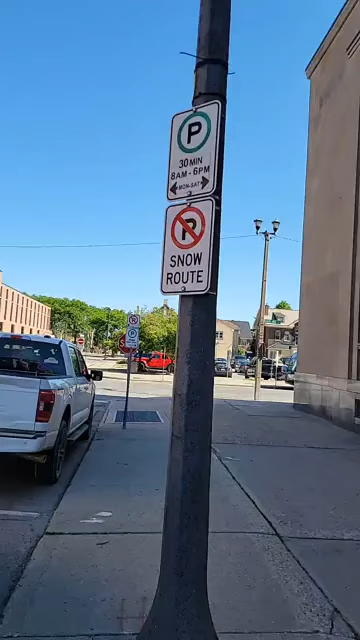 P
30 MIN
8AM - 6PM
MON-SAT
P
SNOW
ROUTE